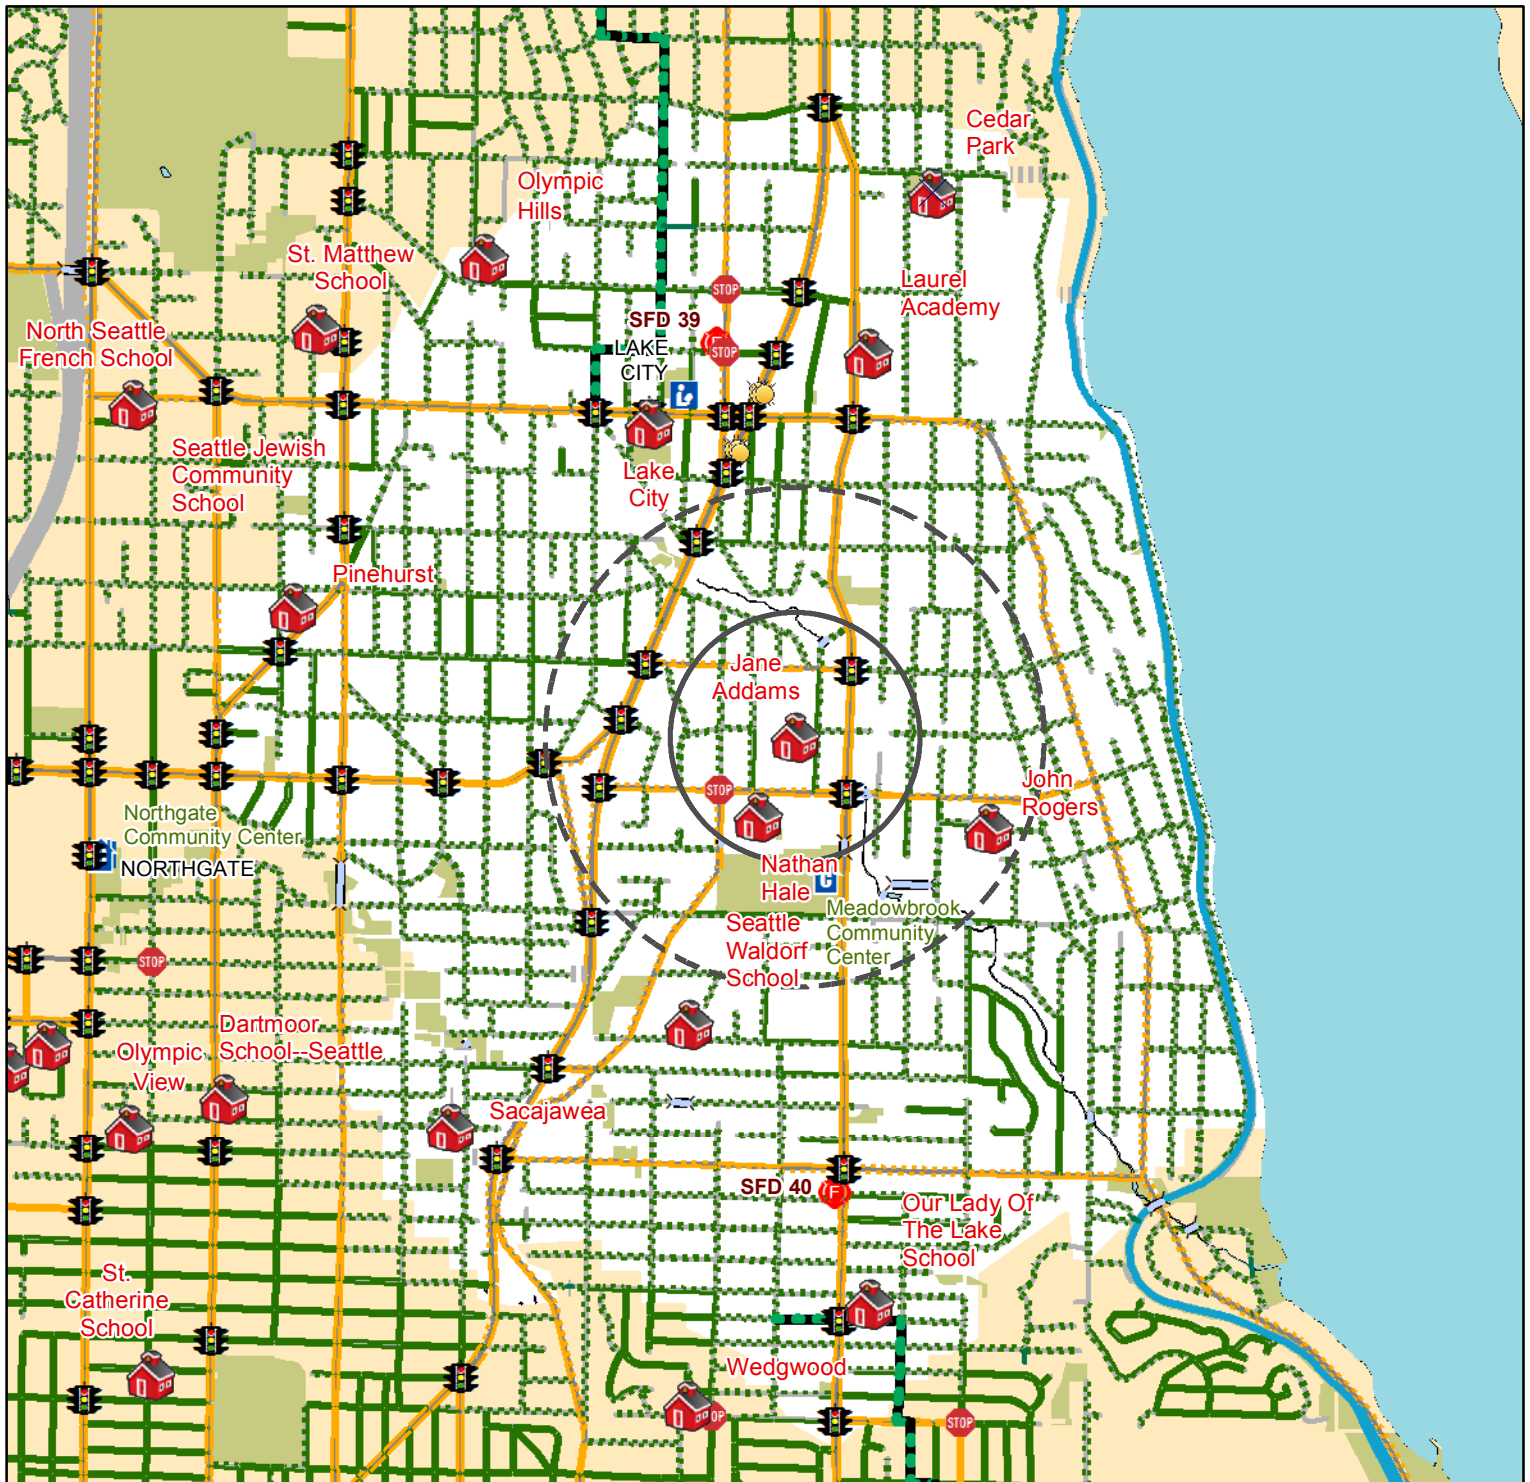 Cedar
Park
Olympic
Hills
St. Matthew
School
Laurel
Academy
STOP
SFD 39
North Seattle
French School
LAKE
CITY
STOP
Seattle Jewish
Community
School
Lake
City
Pinehurst
Jane
Addams
John
Rogers
STOP
Northgate
Community Center
NORTHGATE
Nathan
Hale
Meadowbrook
Community
Center
Seattle
Waldorf
School
STOP
Dartmoor
School--Seattle
Olympic
View
Sacajawea
SFD 40
F
Our Lady Of
The Lake
School
St.
Catherine
School
Wedgwood
STOP